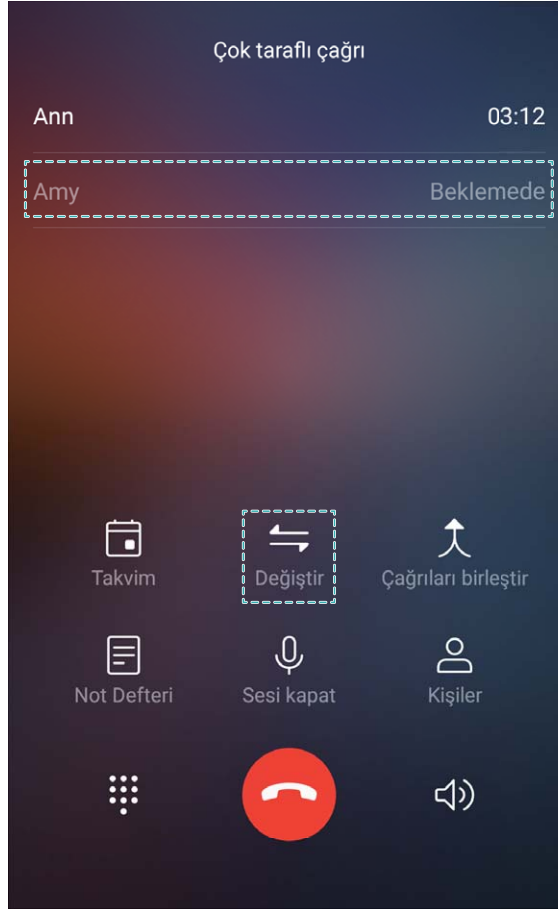 Çok taraflı çağrı
Ann 03:12
Amy Beklemede
Takvim Değiştir Çağrıları birleştir
Not Defteri Sesi kapat Kişiler